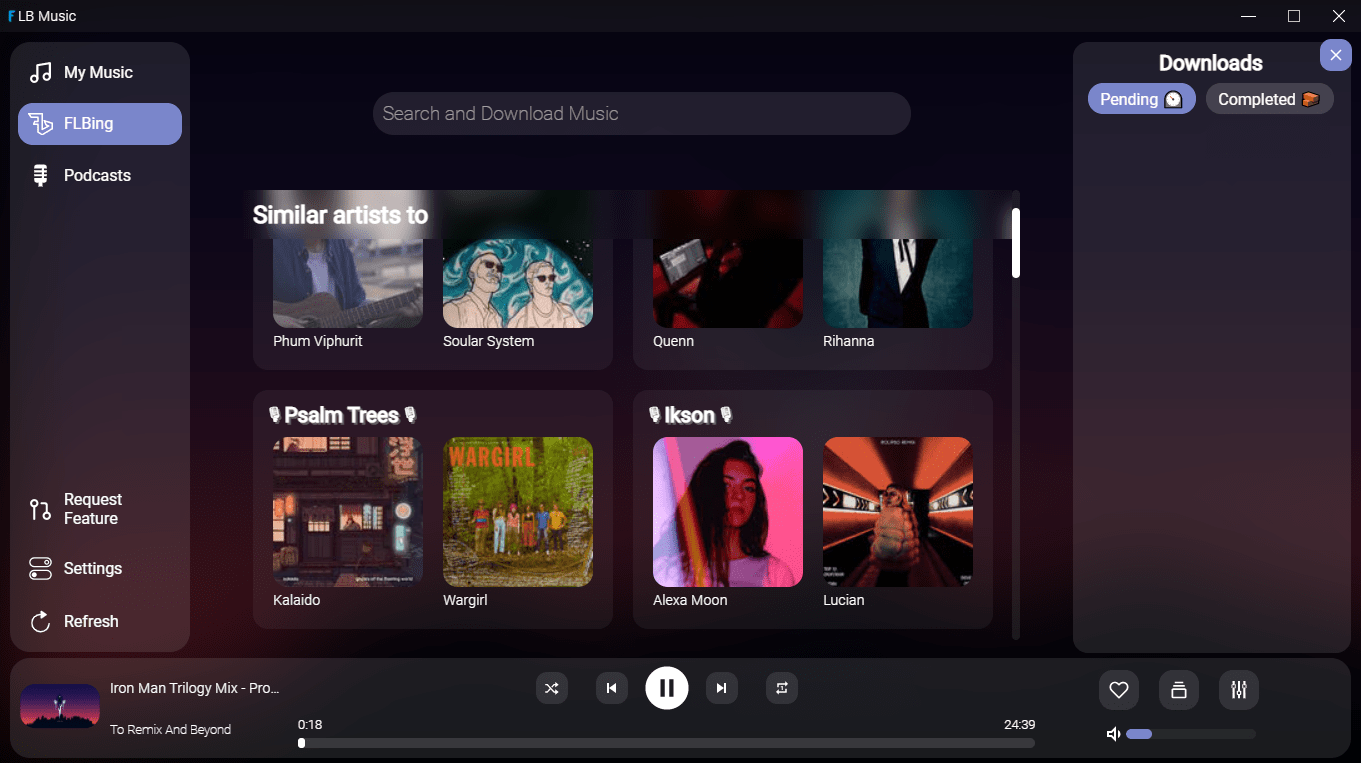 FLB Music
My Music
FLBing
Podcasts
Request
Feature
Settings
Refresh
Search and Download Music
Similar artists to
Phum Viphurit
Soular System
Quenn
Rihanna
Psalm Trees
Ikson
WARGIRL
Kalaido
Wargirl
Alexa Moon
Lucian
Downloads
Pending
Completed
Iron Man Trilogy Mix - Pro...
To Remix And Beyond
0:18
24:39